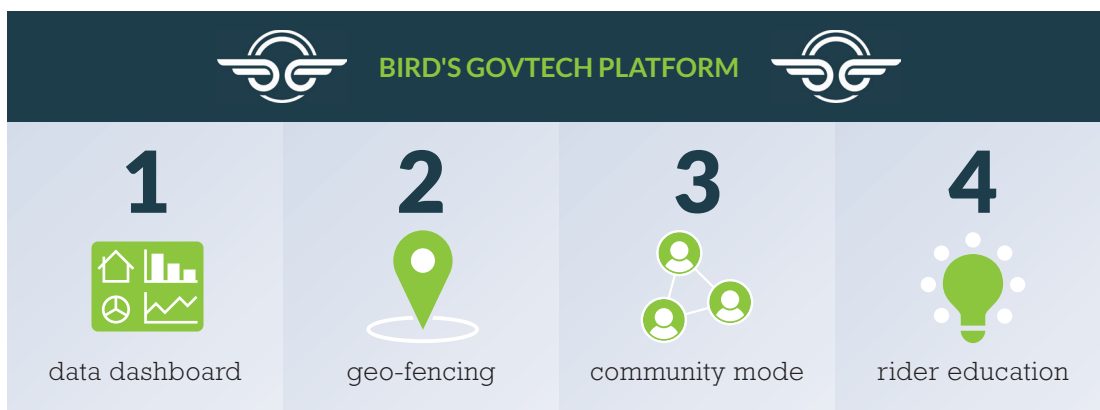 BIRD'S GOVTECH PLATFORM
1
2
3
4
data dashboard
geo-fencing
community mode
rider education